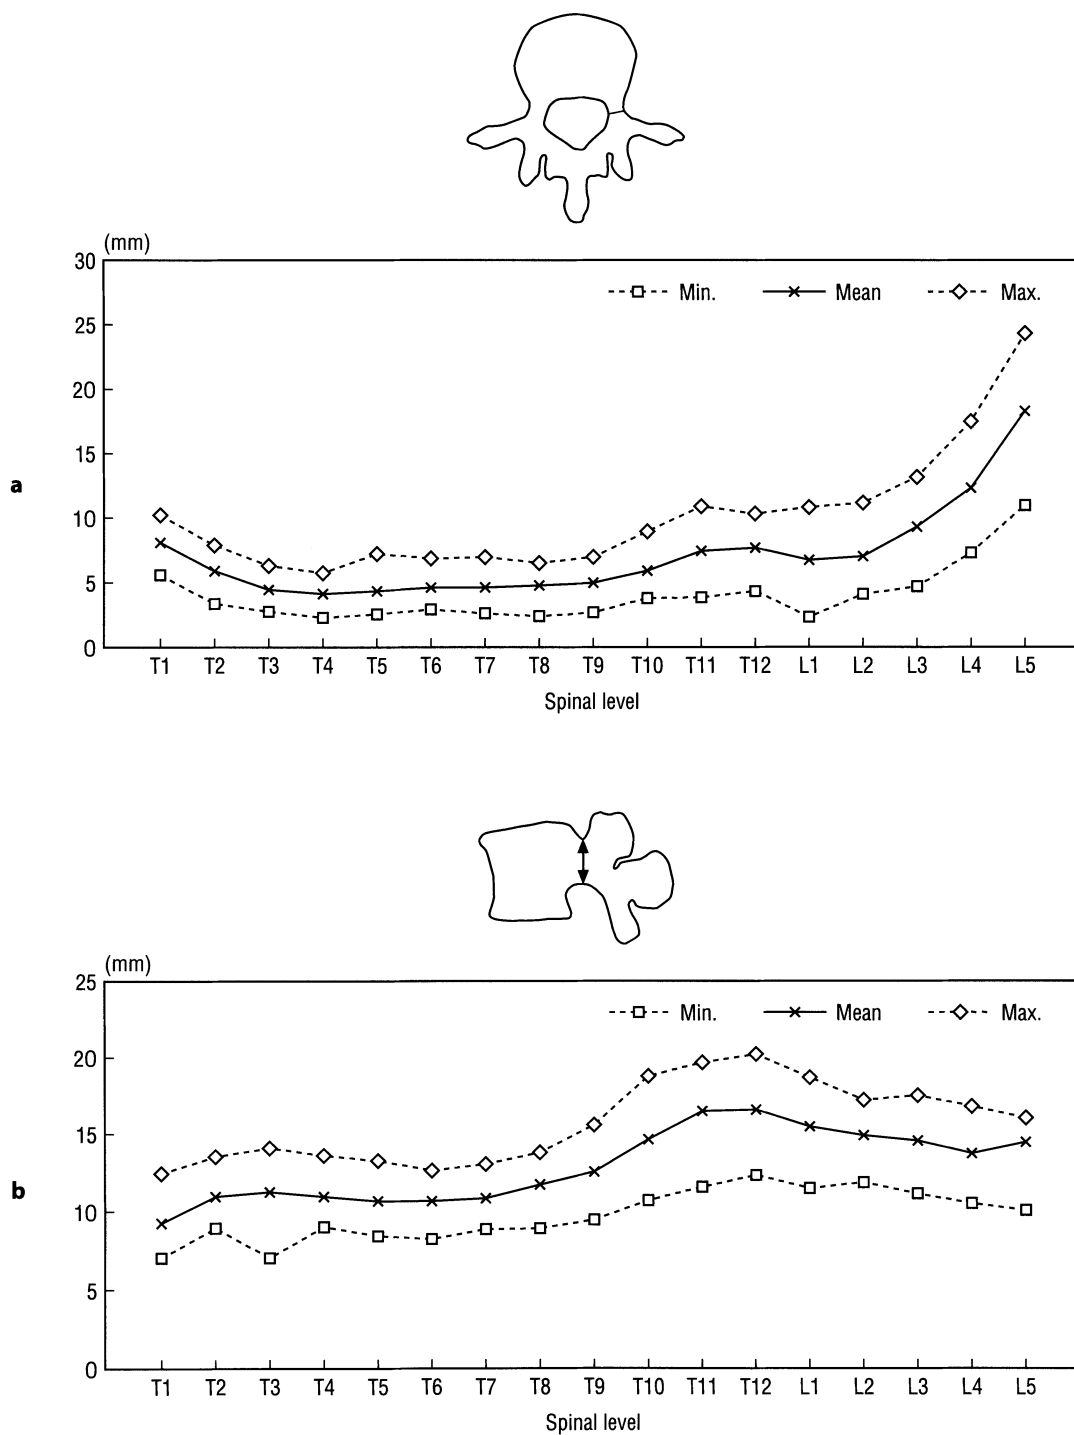 (mm)
30
Min. Mean Max.
25
20
15
a
10
5
0
T1 T2 T3 T4 T5 T6 T7 T8 T9 T10 T11 T12 L1 L2 L3 L4 L5
Spinal level
(mm)
25
Min. Mean Max.
20
15
b
10
5
0
T1 T2 T3 T4 T5 T6 T7 T8 T9 T10 T11 T12 L1 L2 L3 L4 L5
Spinal level